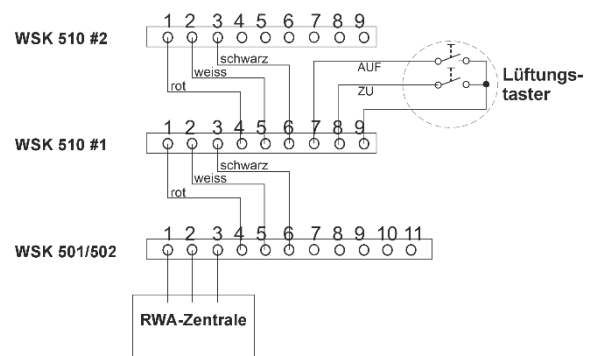 1 2 3 4 5 6 7 8 9
WSK 510 #2
schwarz
weiss
rot
AUF
ZU
Lüftungs-
taster
1 2 3 4 5 6 7 8 9
WSK 510 #1
schwarz
weiss
rot
1 2 3 4 5 6 7 8 9 10 11
WSK 501/502
RWA-Zentrale